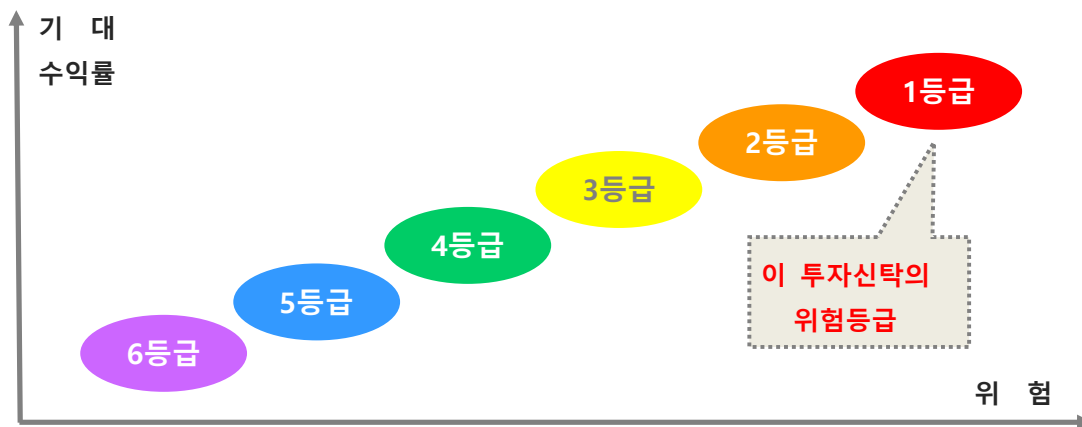 기 대
수익률
1등급
2등급
3등급
4등급
이 투자신탁의
위험등급
5등급
6등급
위 험